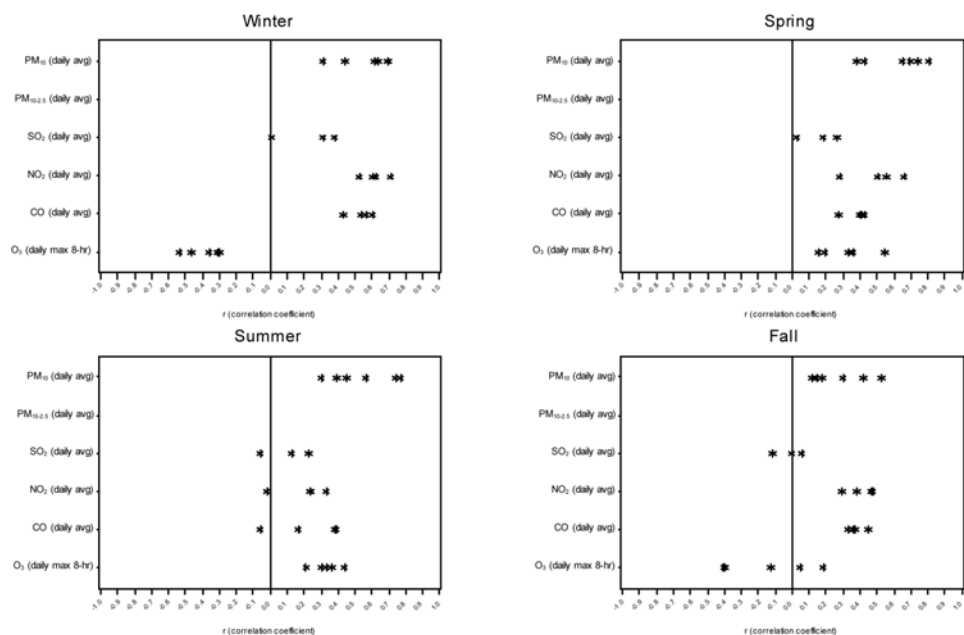 Winter
PM₁₀ (daily avg)
PM₁₀₋₂.₅ (daily avg)
SO₂ (daily avg)
NO₂ (daily avg)
CO (daily avg)
O₃ (daily max 8-hr)
-1.0 -0.9 -0.8 -0.7 -0.6 -0.5 -0.4 -0.3 -0.2 -0.1 0.0 0.1 0.2 0.3 0.4 0.5 0.6 0.7 0.8 0.9 1.0
r (correlation coefficient)
Spring
PM₁₀ (daily avg)
PM₁₀₋₂.₅ (daily avg)
SO₂ (daily avg)
NO₂ (daily avg)
CO (daily avg)
O₃ (daily max 8-hr)
-1.0 -0.9 -0.8 -0.7 -0.6 -0.5 -0.4 -0.3 -0.2 -0.1 0.0 0.1 0.2 0.3 0.4 0.5 0.6 0.7 0.8 0.9 1.0
r (correlation coefficient)
Summer
PM₁₀ (daily avg)
PM₁₀₋₂.₅ (daily avg)
SO₂ (daily avg)
NO₂ (daily avg)
CO (daily avg)
O₃ (daily max 8-hr)
-1.0 -0.9 -0.8 -0.7 -0.6 -0.5 -0.4 -0.3 -0.2 -0.1 0.0 0.1 0.2 0.3 0.4 0.5 0.6 0.7 0.8 0.9 1.0
r (correlation coefficient)
Fall
PM₁₀ (daily avg)
PM₁₀₋₂.₅ (daily avg)
SO₂ (daily avg)
NO₂ (daily avg)
CO (daily avg)
O₃ (daily max 8-hr)
-1.0 -0.9 -0.8 -0.7 -0.6 -0.5 -0.4 -0.3 -0.2 -0.1 0.0 0.1 0.2 0.3 0.4 0.5 0.6 0.7 0.8 0.9 1.0
r (correlation coefficient)